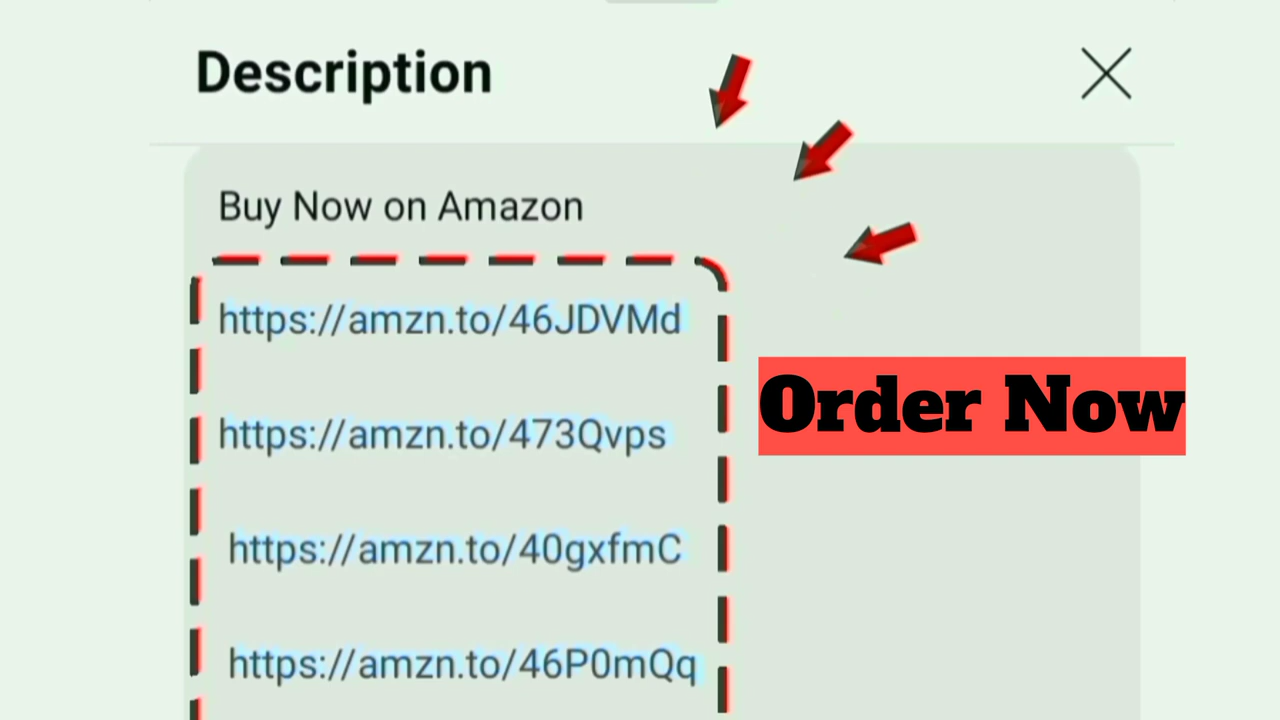 Description
Buy Now on Amazon
https://amzn.to/46JDVMd
https://amzn.to/473Qvps
Order Now
https://amzn.to/40gxfmC
https://amzn.to/46P0mQq